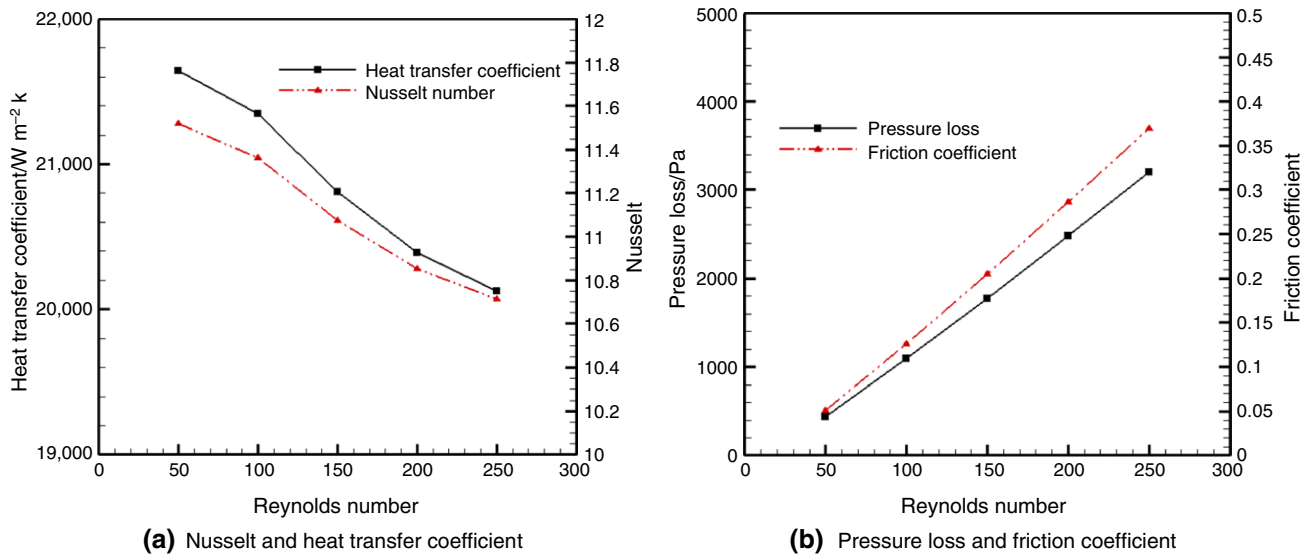 22,000
21,000
20,000
19,000
Heat transfer coefficient/W m⁻² k
Heat transfer coefficient
Nusselt number
12
11.8
11.6
11.4
11.2
11
10.8
10.6
10.4
10.2
10
Nusselt
0 50 100 150 200 250 300
Reynolds number
(a) Nusselt and heat transfer coefficient
5000
4000
3000
2000
1000
0
Pressure loss/Pa
Pressure loss
Friction coefficient
0.5
0.45
0.4
0.35
0.3
0.25
0.2
0.15
0.1
0.05
0
Friction coefficient
0 50 100 150 200 250 300
Reynolds number
(b) Pressure loss and friction coefficient